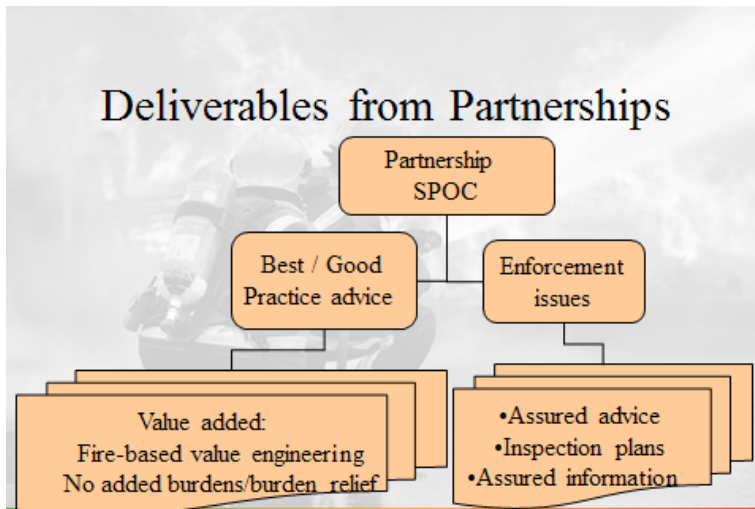 Deliverables from Partnerships
Partnership
SPOC
Best / Good
Practice advice
Enforcement
issues
Value added:
Fire-based value engineering
No added burdens/burden relief
•Assured advice
•Inspection plans
•Assured information